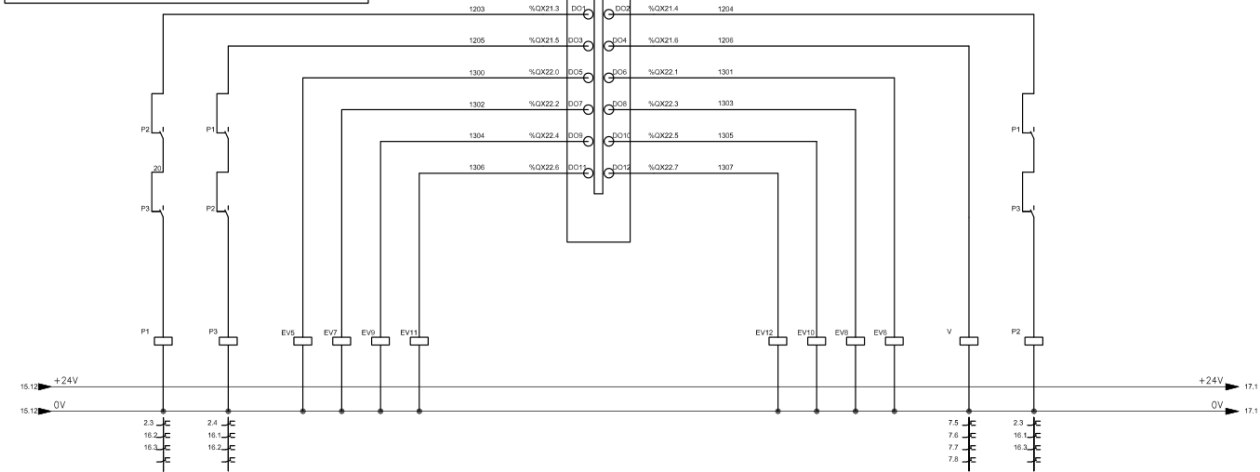 1203 %QX21.3 DO1 DO2 %QX21.4 1204
1205 %QX21.5 DO3 DO4 %QX21.6 1206
1300 %QX22.0 DO5 DO6 %QX22.1 1301
1302 %QX22.2 DO7 DO8 %QX22.3 1303
P2 P1 P1
1304 %QX22.4 DO9 DO10 %QX22.5 1305
20 1306 %QX22.6 DO11 DO12 %QX22.7 1307
P3 P2 P3
P1 P3 EV5 EV7 EV9 EV11 EV12 EV10 EV8 EV6 V P2
15.12 +24V +24V 17.1
15.12 0V 0V 17.1
2.3 2.4 7.5 2.3
16.2 16.1 7.6 16.1
16.3 16.2 7.7 16.3
7.8